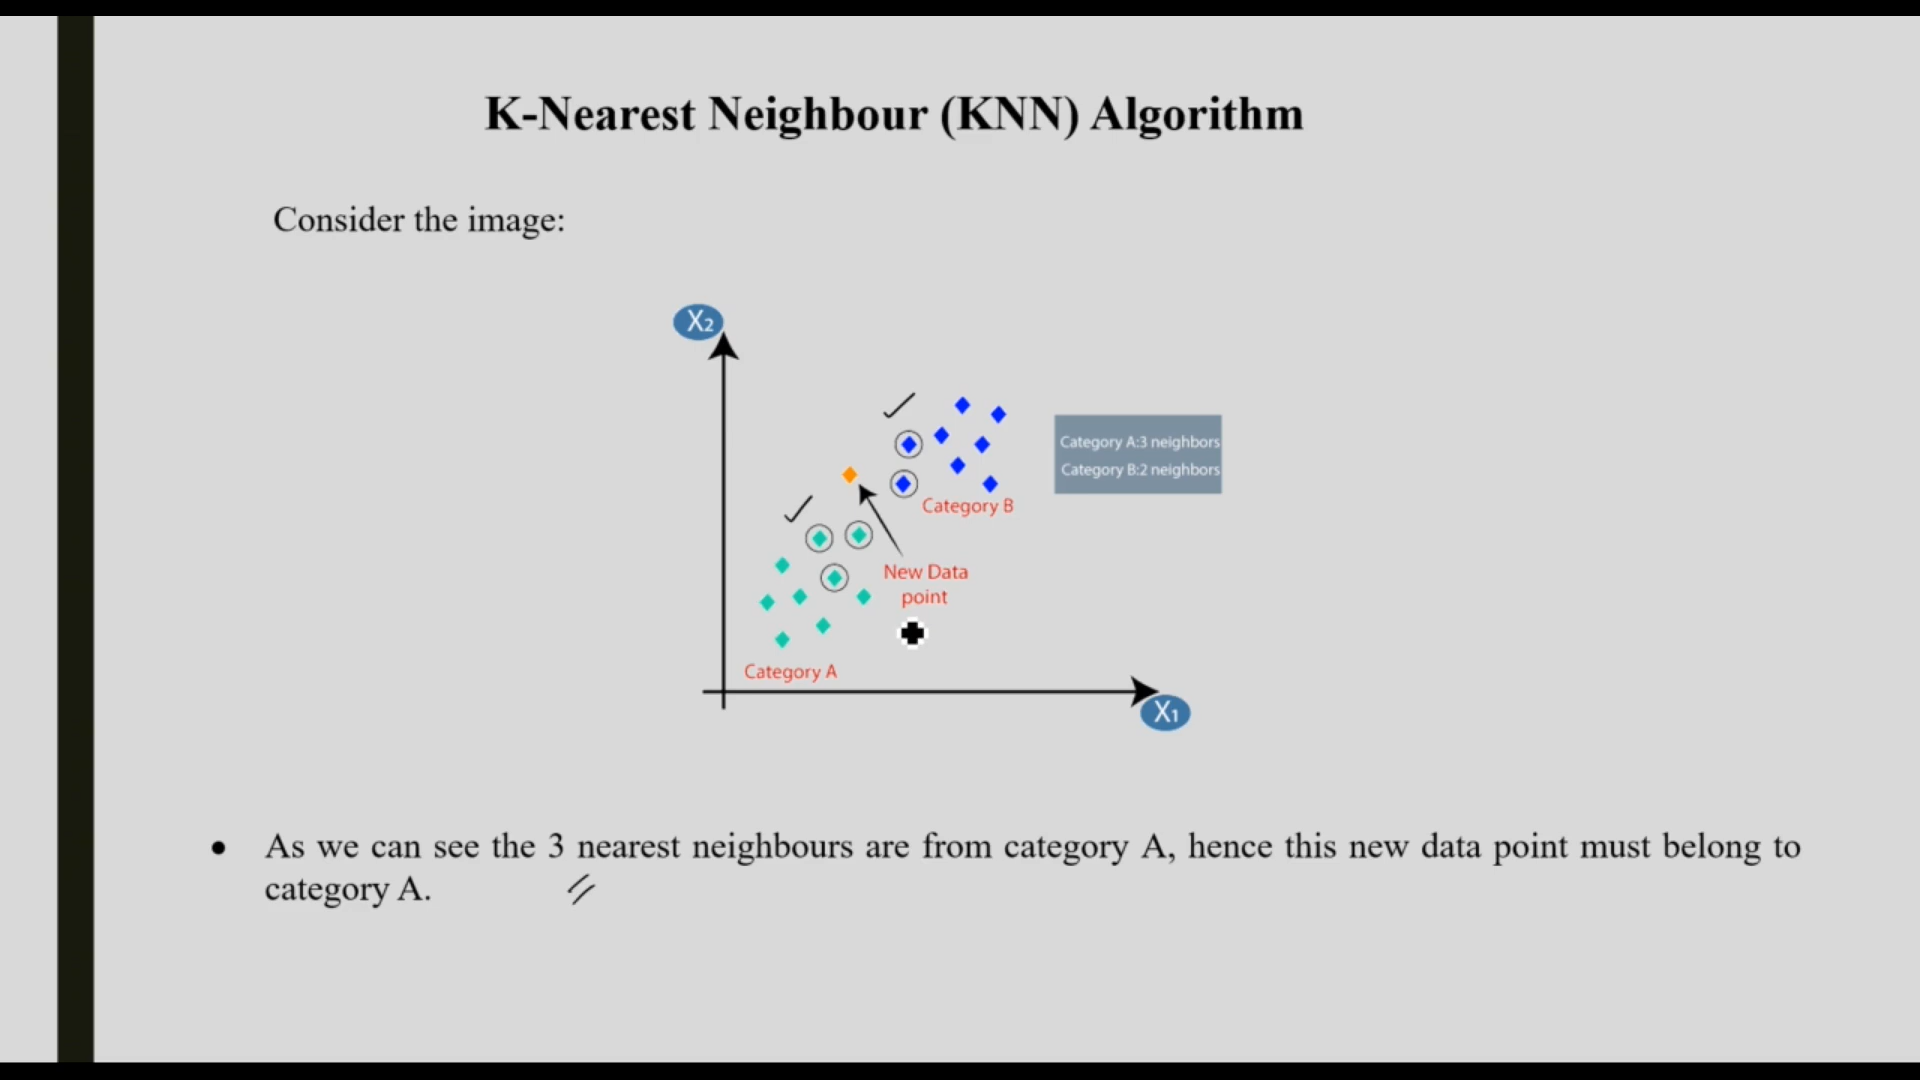 K-Nearest Neighbour (KNN) Algorithm
Consider the image:
X2
Category A:3 neighbors
Category B:2 neighbors
Category B
New Data
point
Category A
X1
• As we can see the 3 nearest neighbours are from category A, hence this new data point must belong to
category A.